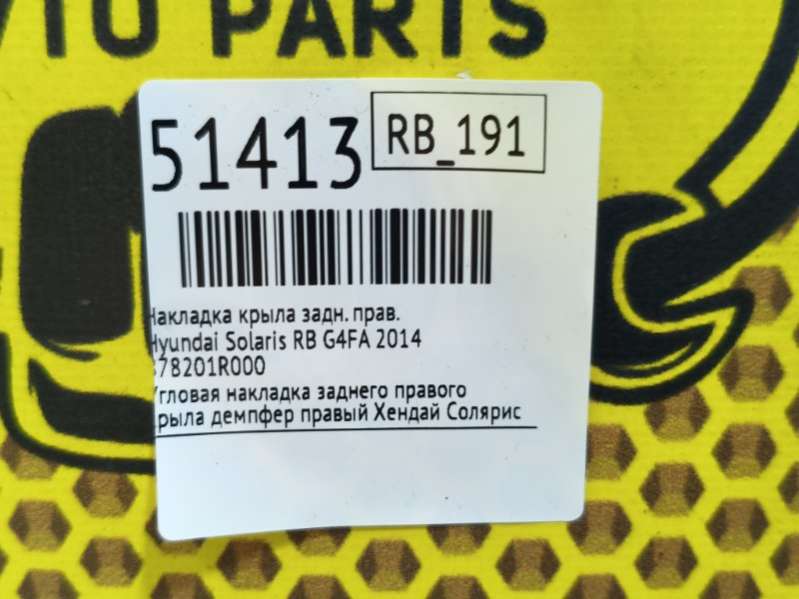 TO PARTS
51413
RB_191
Накладка крыла задн. прав.
Hyundai Solaris RB G4FA 2014
878201R000
Угловая накладка заднего правого
крыла демпфер правый Хендай Солярис